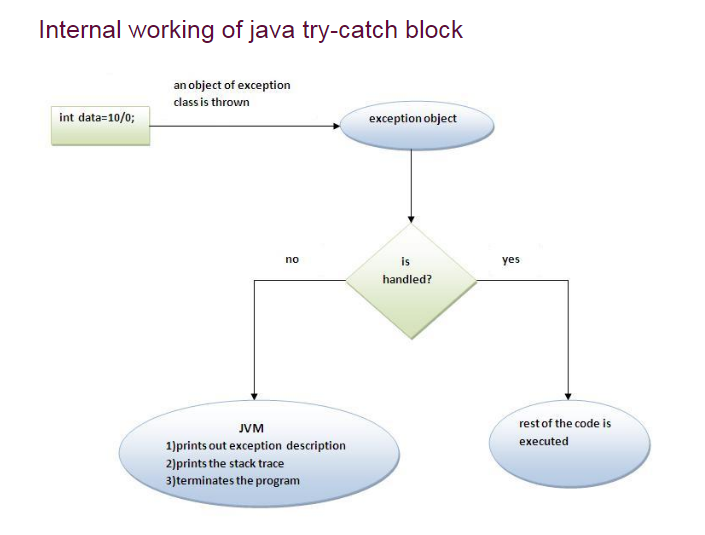 Internal working of java try-catch block
an object of exception
class is thrown
int data=10/0;
exception object
is
handled?
no
yes
JVM
1)prints out exception description
2)prints the stack trace
3)terminates the program
rest of the code is
executed